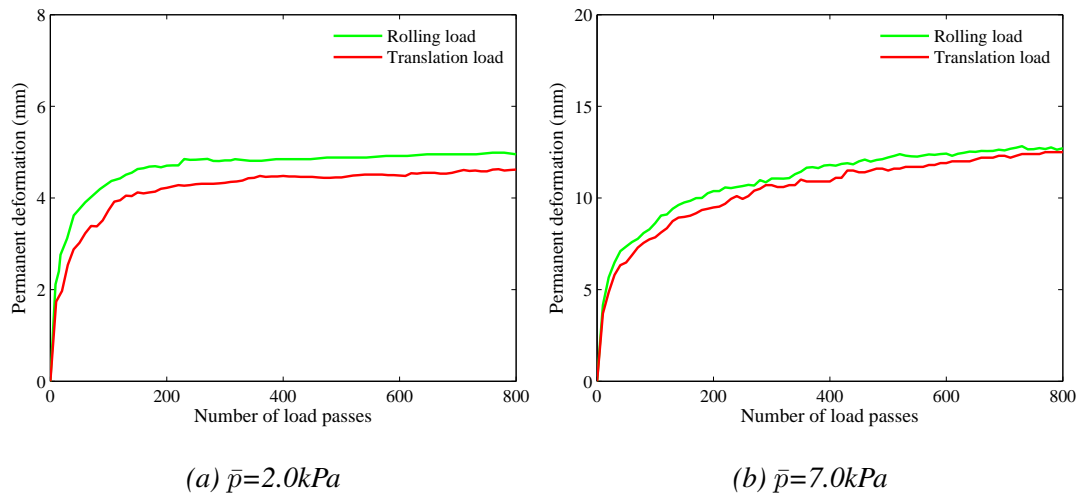 8
6
4
2
0
Permanent deformation (mm)
Rolling load
Translation load
0 200 400 600 800
Number of load passes
(a) p̄=2.0kPa
20
15
10
5
0
Permanent deformation (mm)
Rolling load
Translation load
0 200 400 600 800
Number of load passes
(b) p̄=7.0kPa